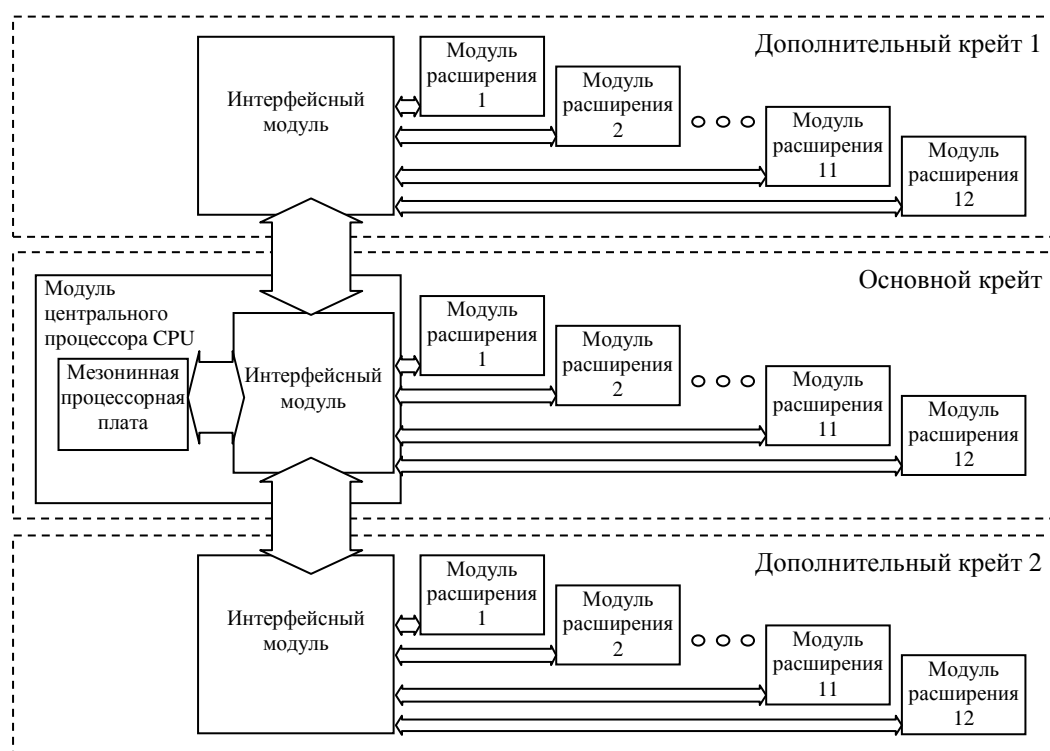 Дополнительный крейт 1
Интерфейсный
модуль
Модуль
расширения
1
Модуль
расширения
2
Модуль
расширения
11
Модуль
расширения
12
Основной крейт
Модуль
центрального
процессора CPU
Мезонинная
процессорная
плата
Интерфейсный
модуль
Модуль
расширения
1
Модуль
расширения
2
Модуль
расширения
11
Модуль
расширения
12
Дополнительный крейт 2
Интерфейсный
модуль
Модуль
расширения
1
Модуль
расширения
2
Модуль
расширения
11
Модуль
расширения
12